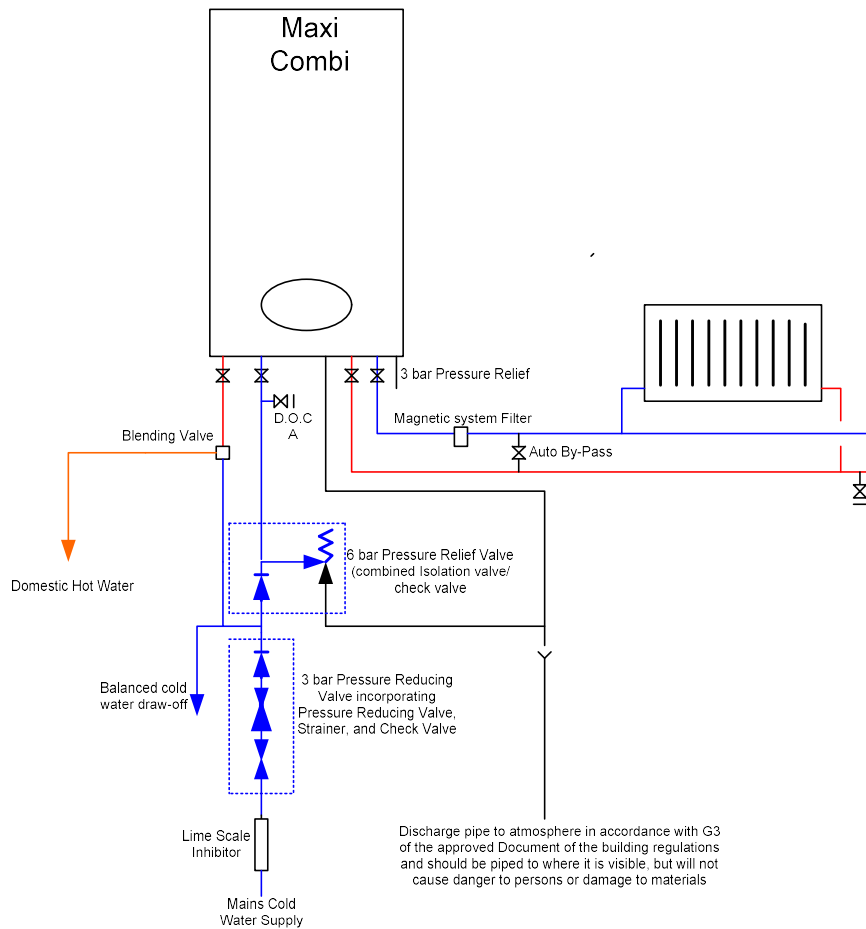 Maxi
Combi
3 bar Pressure Relief
D.O.C
A
Magnetic system Filter
Blending Valve
Auto By-Pass
6 bar Pressure Relief Valve
(combined Isolation valve/
check valve
Domestic Hot Water
Balanced cold
water draw-off
3 bar Pressure Reducing
Valve incorporating
Pressure Reducing Valve,
Strainer, and Check Valve
Lime Scale
Inhibitor
Discharge pipe to atmosphere in accordance with G3
of the approved Document of the building regulations
and should be piped to where it is visible, but will not
cause danger to persons or damage to materials
Mains Cold
Water Supply